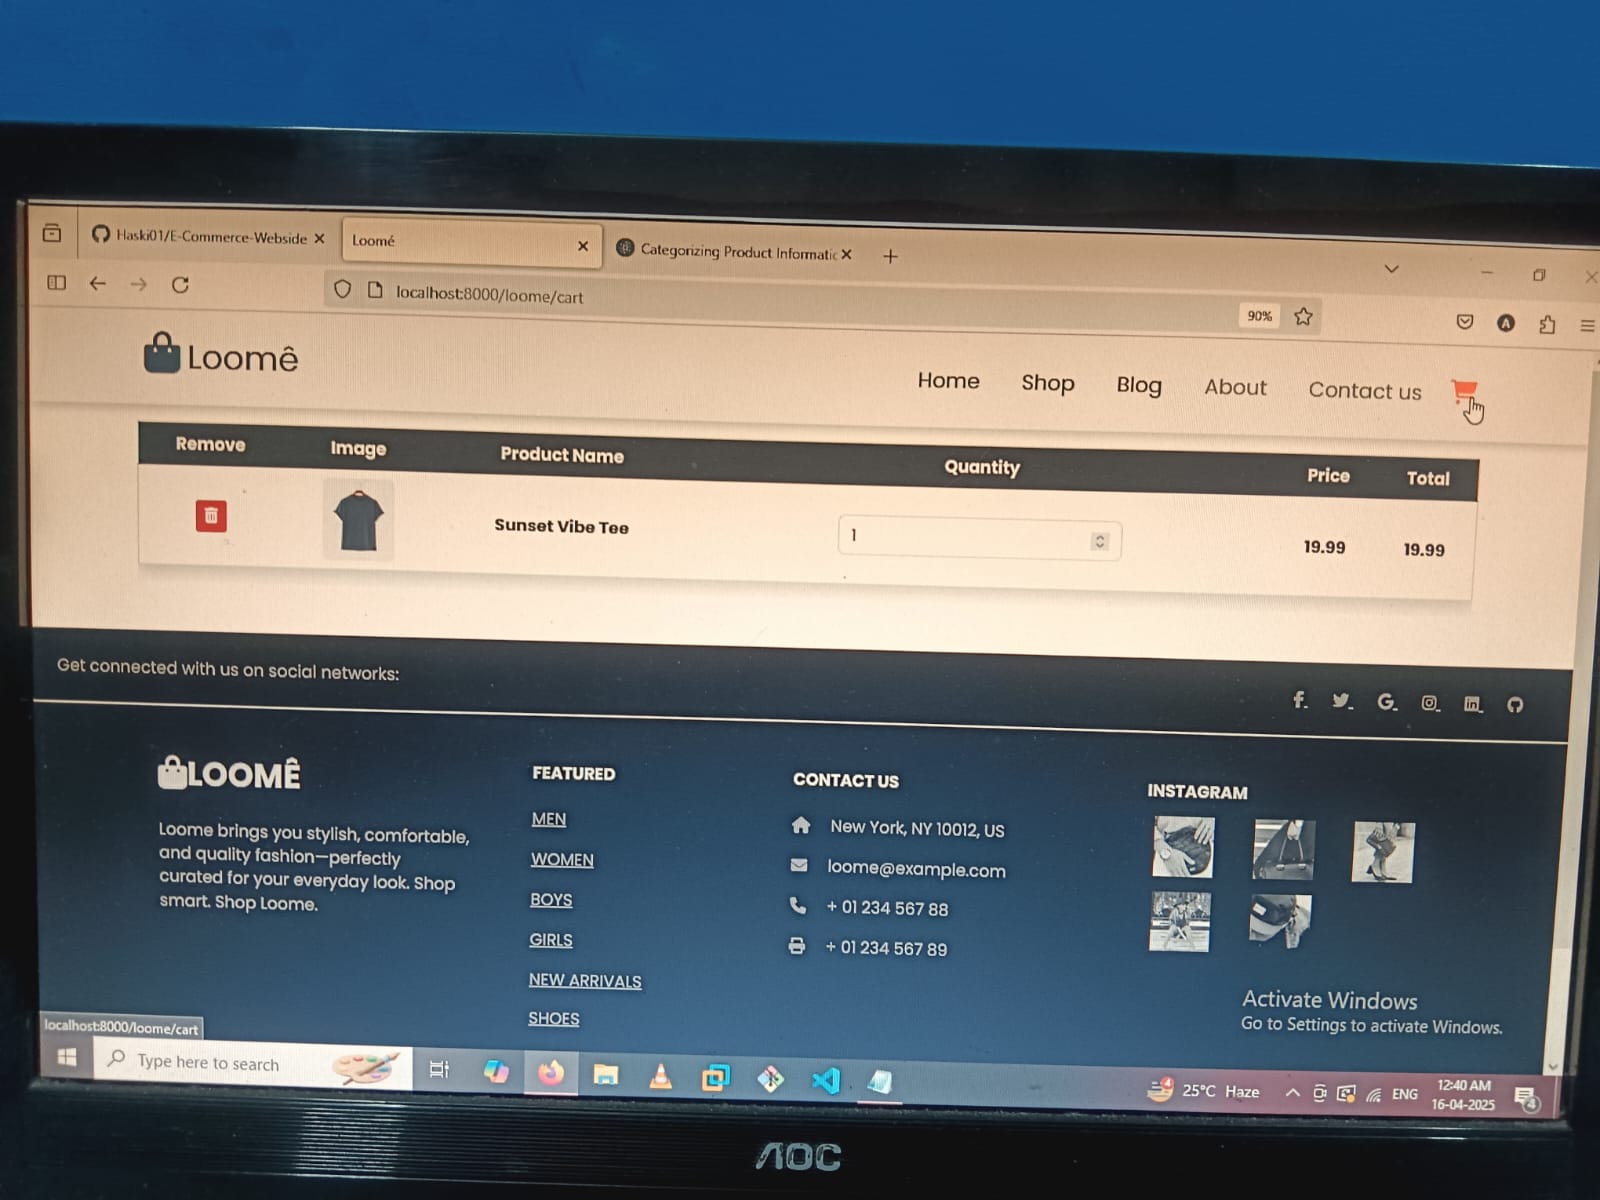 Haski01/E-Commerce-Webside
Loomé
Categorizing Product Informatic
localhost:8000/loome/cart
90%
A
Loomê
Home
Shop
Blog
About
Contact us
Remove
Image
Product Name
Quantity
Price
Total
Sunset Vibe Tee
1
19.99
19.99
Get connected with us on social networks:
LOOMÊ
Loome brings you stylish, comfortable,
and quality fashion—perfectly
curated for your everyday look. Shop
smart. Shop Loome.
FEATURED
MEN
WOMEN
BOYS
GIRLS
NEW ARRIVALS
SHOES
CONTACT US
New York, NY 10012, US
loome@example.com
+ 01 234 567 88
+ 01 234 567 89
INSTAGRAM
Activate Windows
Go to Settings to activate Windows.
localhost:8000/loome/cart
Type here to search
4
25°C Haze
ENG
12:40 AM
16-04-2025
4
AOC